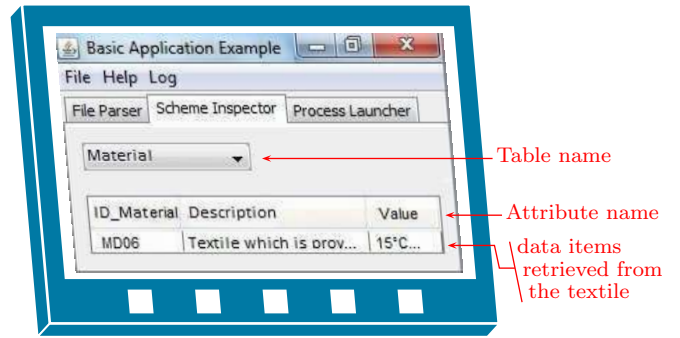 Basic Application Example
File Help Log
File Parser Scheme Inspector Process Launcher
Material
Table name
ID_Material Description Value
Attribute name
MD06 Textile which is prov... 15°C...
data items
retrieved from
the textile